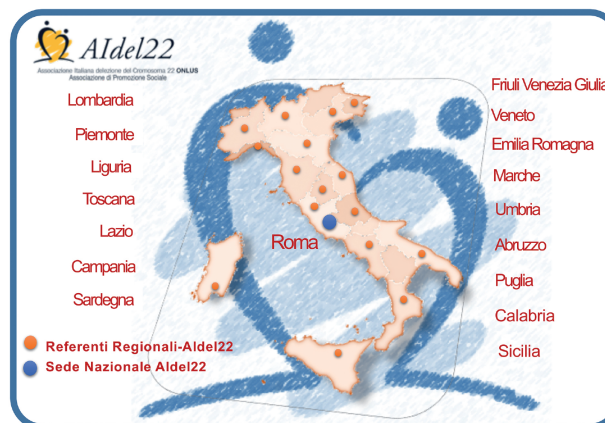 AIdel22
Associazione Italiana delezione del Cromosoma 22 ONLUS
Associazione di Promozione Sociale
Lombardia
Piemonte
Liguria
Toscana
Lazio
Campania
Sardegna
Friuli Venezia Giulia
Veneto
Emilia Romagna
Marche
Umbria
Abruzzo
Puglia
Calabria
Sicilia
Roma
Referenti Regionali-AIdel22
Sede Nazionale AIdel22